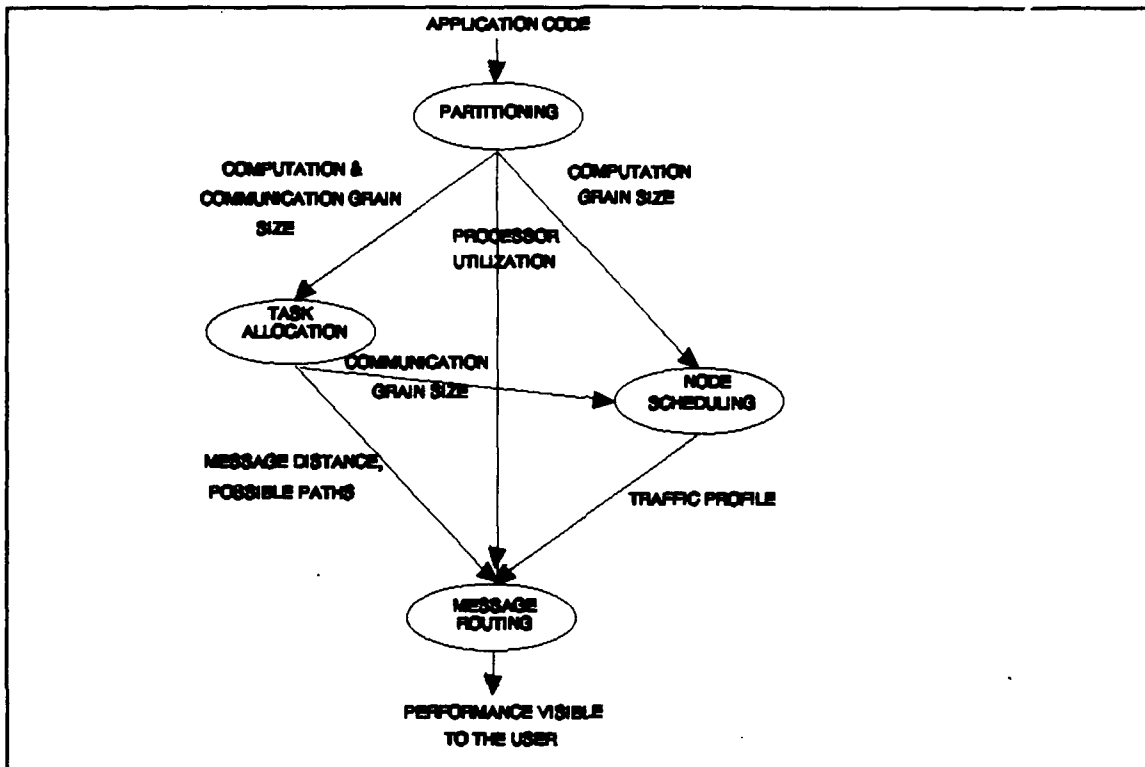 APPLICATION CODE
PARTITIONING
COMPUTATION &
COMMUNICATION GRAIN
SIZE
COMPUTATION
GRAIN SIZE
PROCESSOR
UTILIZATION
TASK
ALLOCATION
COMMUNICATION
GRAIN SIZE
NODE
SCHEDULING
MESSAGE DISTANCE,
POSSIBLE PATHS
TRAFFIC PROFILE
MESSAGE
ROUTING
PERFORMANCE VISIBLE
TO THE USER